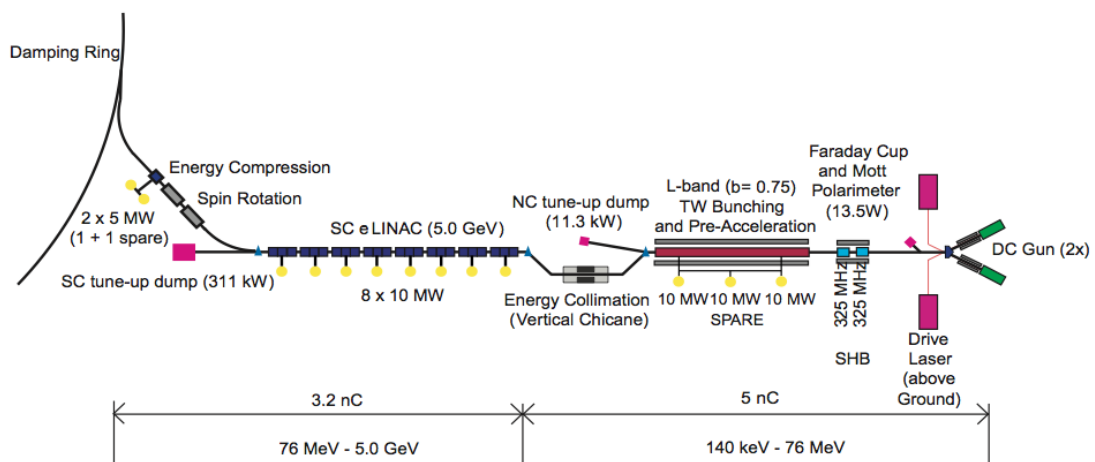 Damping Ring
Energy Compression
Spin Rotation
2 x 5 MW
(1 + 1 spare)
SC tune-up dump (311 kW)
SC e LINAC (5.0 GeV)
8 x 10 MW
NC tune-up dump
(11.3 kW)
Energy Collimation
(Vertical Chicane)
L-band (b= 0.75)
TW Bunching
and Pre-Acceleration
10 MW 10 MW 10 MW
SPARE
Faraday Cup
and Mott
Polarimeter
(13.5W)
325 MHz
325 MHz
SHB
DC Gun (2x)
Drive
Laser
(above
Ground)
3.2 nC
5 nC
76 MeV - 5.0 GeV
140 keV - 76 MeV